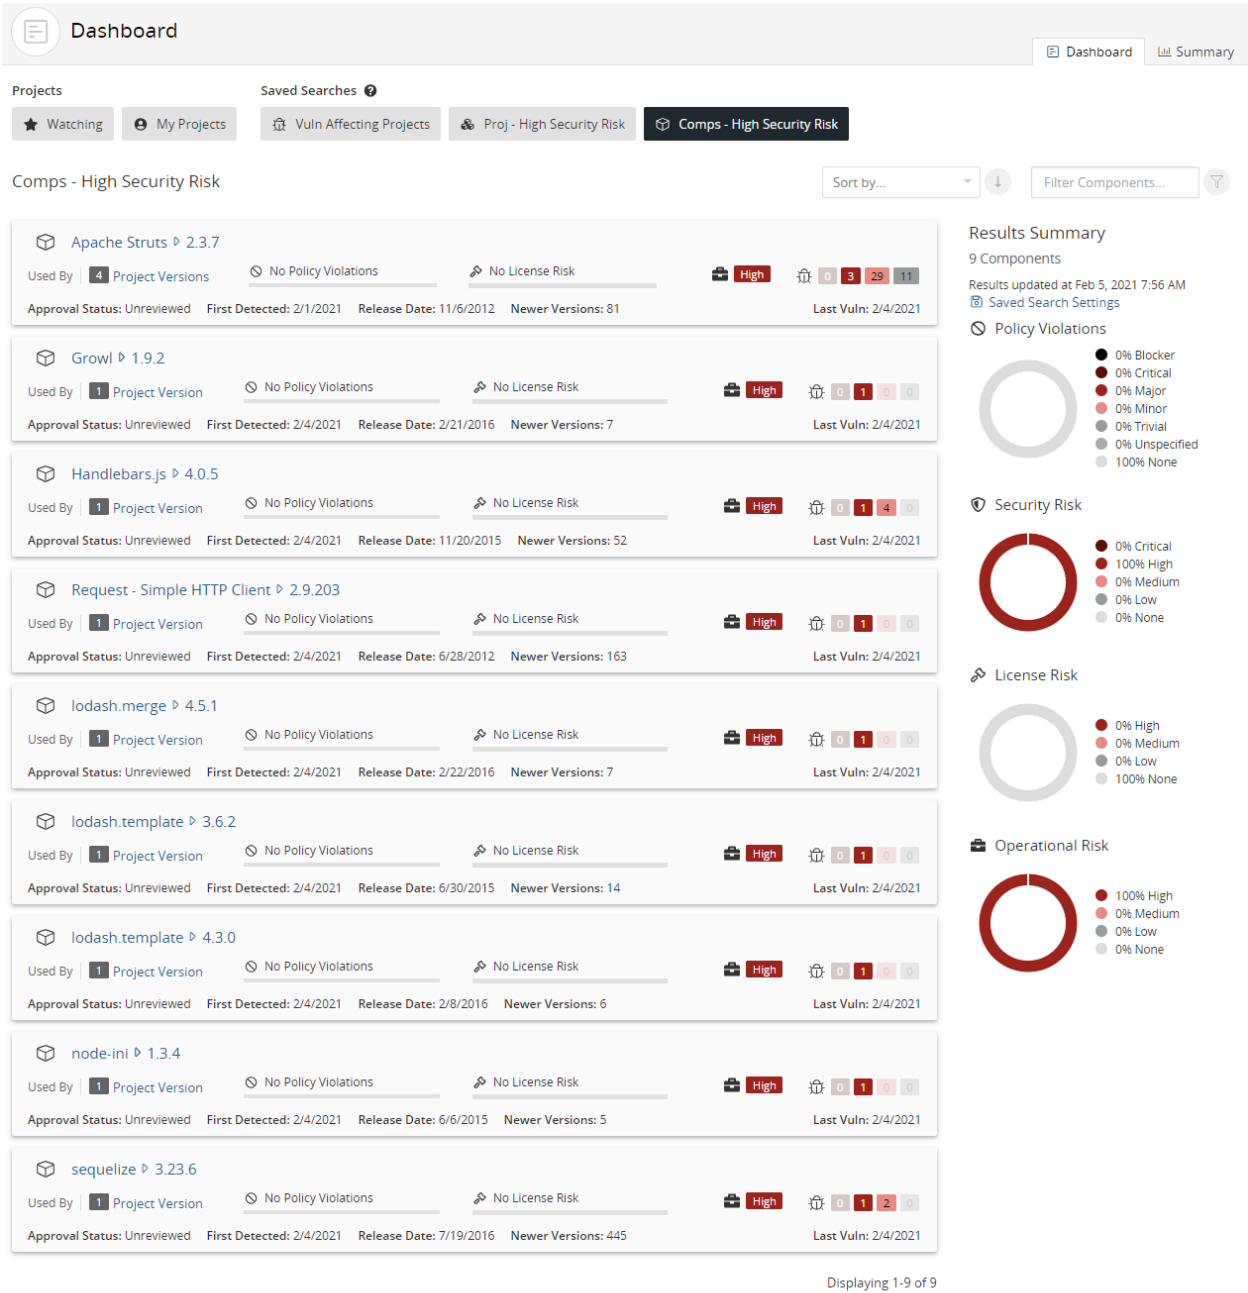 Dashboard
Dashboard Summary
Projects Saved Searches ?
Watching My Projects Vuln Affecting Projects Proj - High Security Risk Comps - High Security Risk
Comps - High Security Risk Sort by... Filter Components...
Apache Struts 2.3.7
Used By 4 Project Versions No Policy Violations No License Risk High 0 3 29 11
Approval Status: Unreviewed First Detected: 2/1/2021 Release Date: 11/6/2012 Newer Versions: 81 Last Vuln: 2/4/2021
Growl 1.9.2
Used By 1 Project Version No Policy Violations No License Risk High 0 1 0 0
Approval Status: Unreviewed First Detected: 2/4/2021 Release Date: 2/21/2016 Newer Versions: 7 Last Vuln: 2/4/2021
Handlebars.js 4.0.5
Used By 1 Project Version No Policy Violations No License Risk High 0 1 4 0
Approval Status: Unreviewed First Detected: 2/4/2021 Release Date: 11/20/2015 Newer Versions: 52 Last Vuln: 2/4/2021
Request - Simple HTTP Client 2.9.203
Used By 1 Project Version No Policy Violations No License Risk High 0 1 0 0
Approval Status: Unreviewed First Detected: 2/4/2021 Release Date: 6/28/2012 Newer Versions: 163 Last Vuln: 2/4/2021
lodash.merge 4.5.1
Used By 1 Project Version No Policy Violations No License Risk High 0 1 0 0
Approval Status: Unreviewed First Detected: 2/4/2021 Release Date: 2/22/2016 Newer Versions: 7 Last Vuln: 2/4/2021
lodash.template 3.6.2
Used By 1 Project Version No Policy Violations No License Risk High 0 1 0 0
Approval Status: Unreviewed First Detected: 2/4/2021 Release Date: 6/30/2015 Newer Versions: 14 Last Vuln: 2/4/2021
lodash.template 4.3.0
Used By 1 Project Version No Policy Violations No License Risk High 0 1 0 0
Approval Status: Unreviewed First Detected: 2/4/2021 Release Date: 2/8/2016 Newer Versions: 6 Last Vuln: 2/4/2021
node-ini 1.3.4
Used By 1 Project Version No Policy Violations No License Risk High 0 1 0 0
Approval Status: Unreviewed First Detected: 2/4/2021 Release Date: 6/6/2015 Newer Versions: 5 Last Vuln: 2/4/2021
sequelize 3.23.6
Used By 1 Project Version No Policy Violations No License Risk High 0 1 2 0
Approval Status: Unreviewed First Detected: 2/4/2021 Release Date: 7/19/2016 Newer Versions: 445 Last Vuln: 2/4/2021
Displaying 1-9 of 9
Results Summary
9 Components
Results updated at Feb 5, 2021 7:56 AM
Saved Search Settings
Policy Violations
0% Blocker
0% Critical
0% Major
0% Minor
0% Trivial
0% Unspecified
100% None
Security Risk
0% Critical
100% High
0% Medium
0% Low
0% None
License Risk
0% High
0% Medium
0% Low
100% None
Operational Risk
100% High
0% Medium
0% Low
0% None